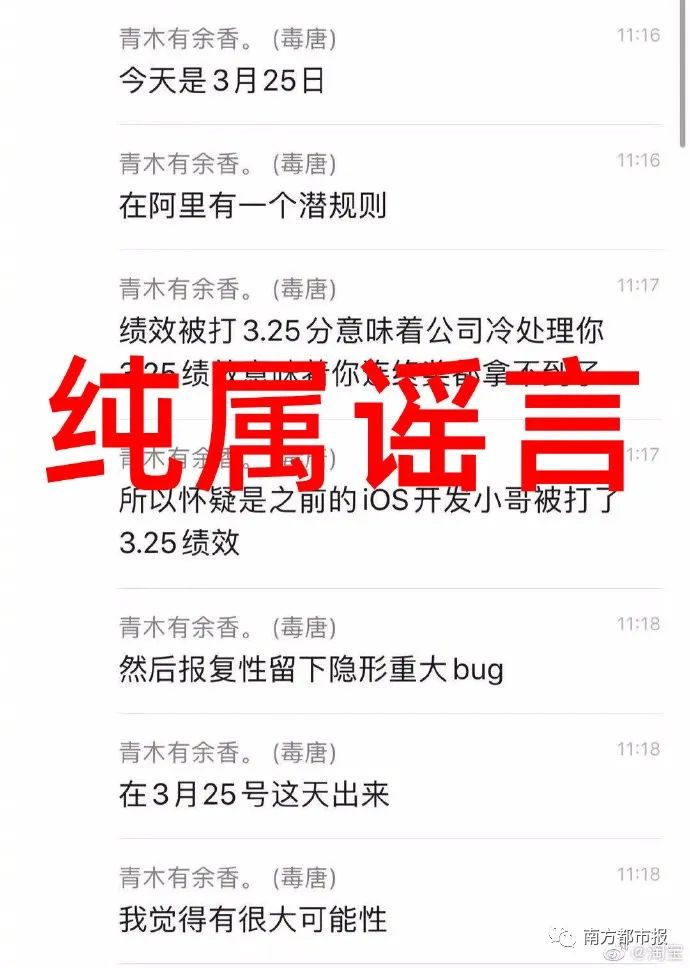 青木有余香。(毒唐) 11:16
今天是3月25日
青木有余香。(毒唐) 11:16
在阿里有一个潜规则
青木有余香。(毒唐) 11:17
绩效被打3.25分意味着公司冷处理你
3.25绩效意味着你连终奖都拿不到了
纯属谣言
青木有余香。(毒唐) 11:17
所以怀疑是之前的iOS开发小哥被打了
3.25绩效
青木有余香。(毒唐) 11:18
然后报复性留下隐形重大bug
青木有余香。(毒唐) 11:18
在3月25号这天出来
青木有余香。(毒唐) 11:18
我觉得有很大可能性
南方都市报
@淘宝